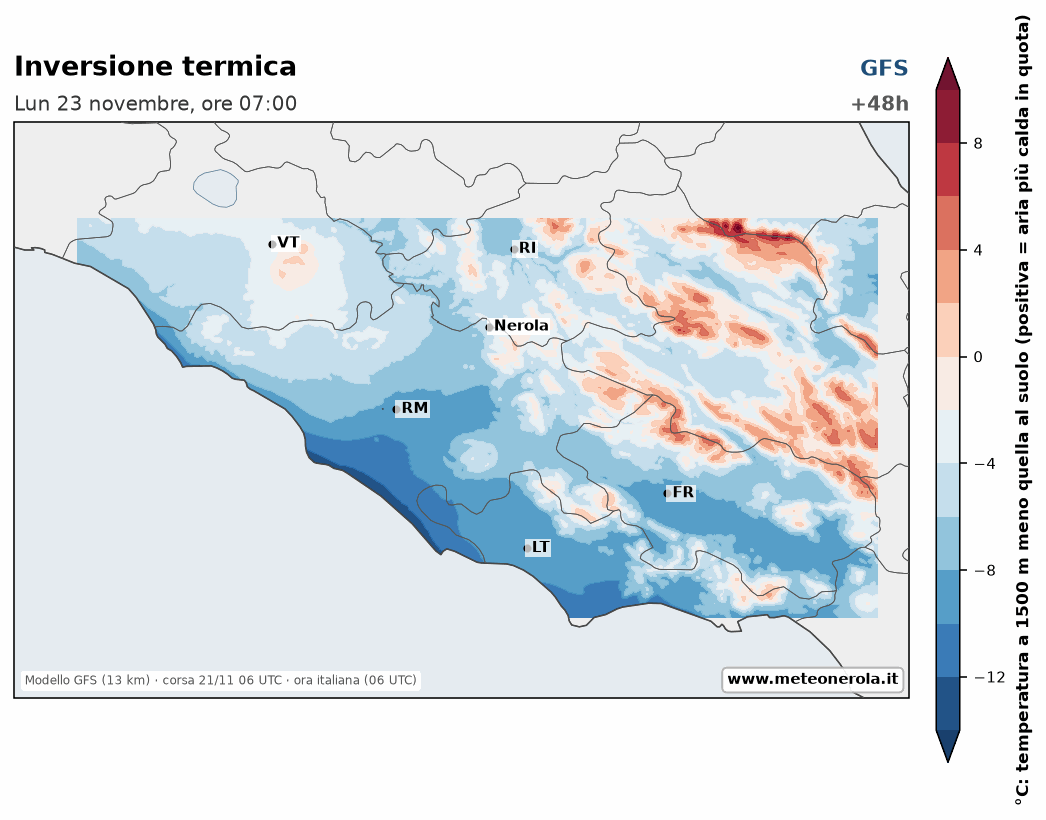 Inversione termica
GFS
Lun 23 novembre, ore 07:00
+48h
VT
RI
Nerola
RM
FR
LT
Modello GFS (13 km) · corsa 21/11 06 UTC · ora italiana (06 UTC)
www.meteonerola.it
8
4
0
−4
−8
−12
°C: temperatura a 1500 m meno quella al suolo (positiva = aria più calda in quota)